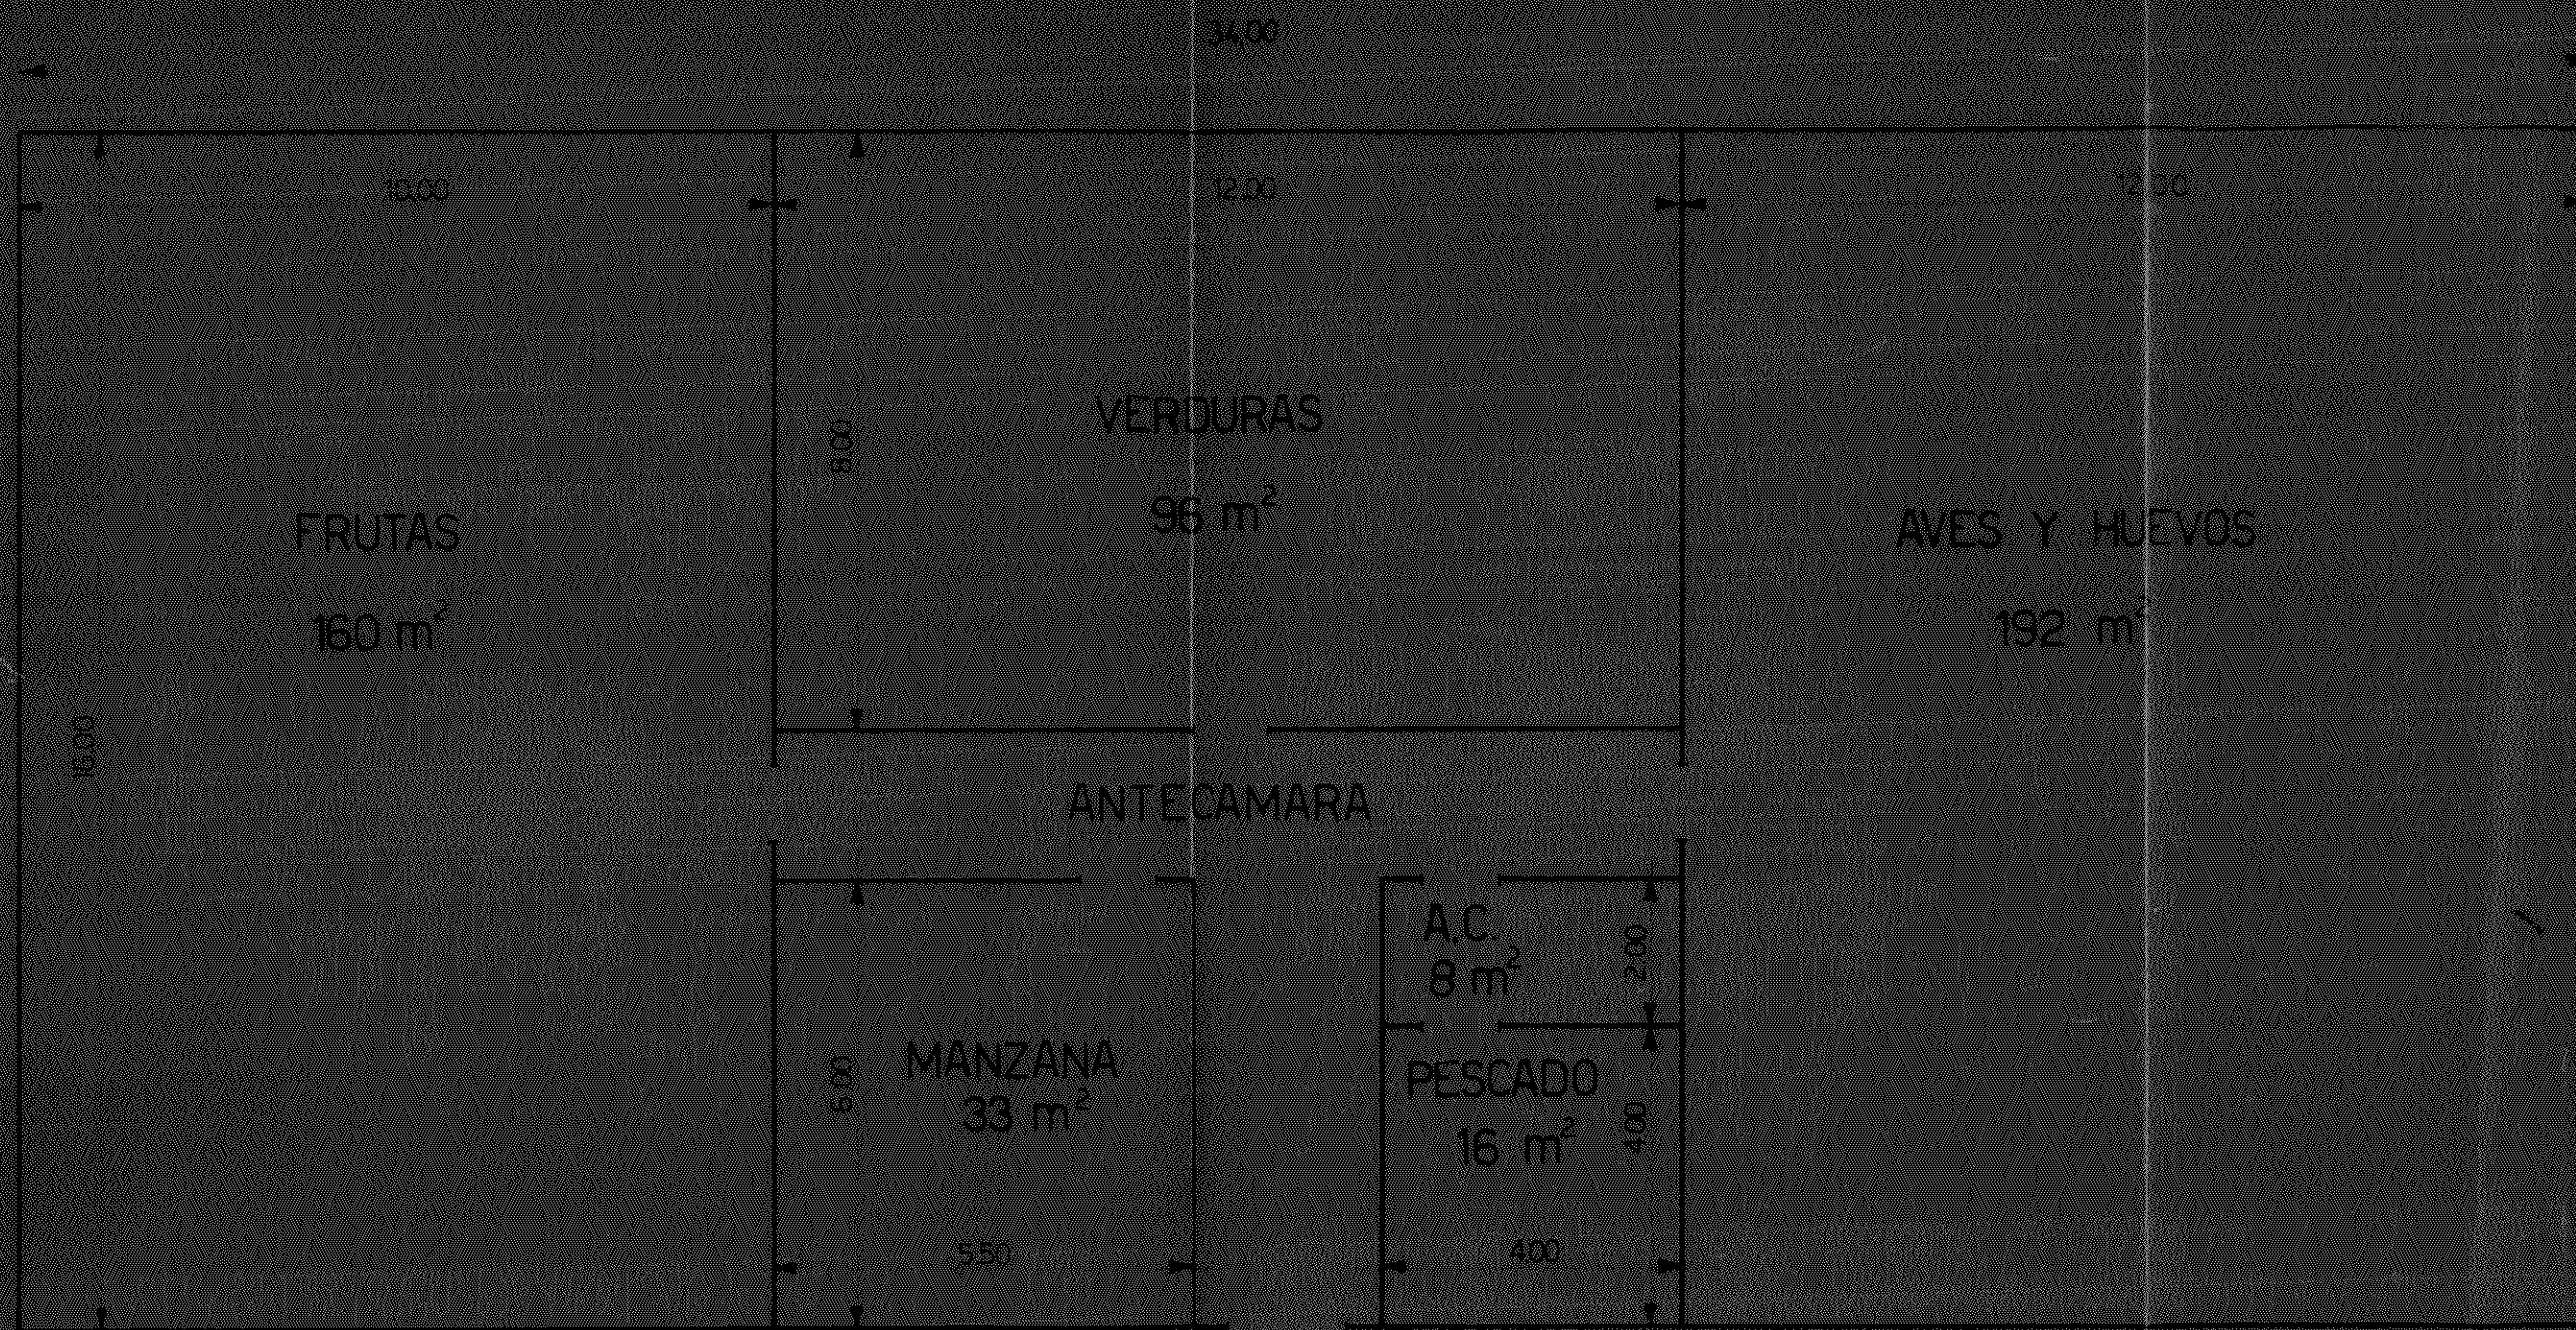 34,00
10,00
12,00
12,00
8,00
VERDURAS
96 m²
FRUTAS
160 m²
AVES Y HUEVOS
192 m²
16,00
ANTECAMARA
A.C.
8 m²
2,00
MANZANA
33 m²
6,00
PESCADO
16 m²
4,00
5,50
4,00